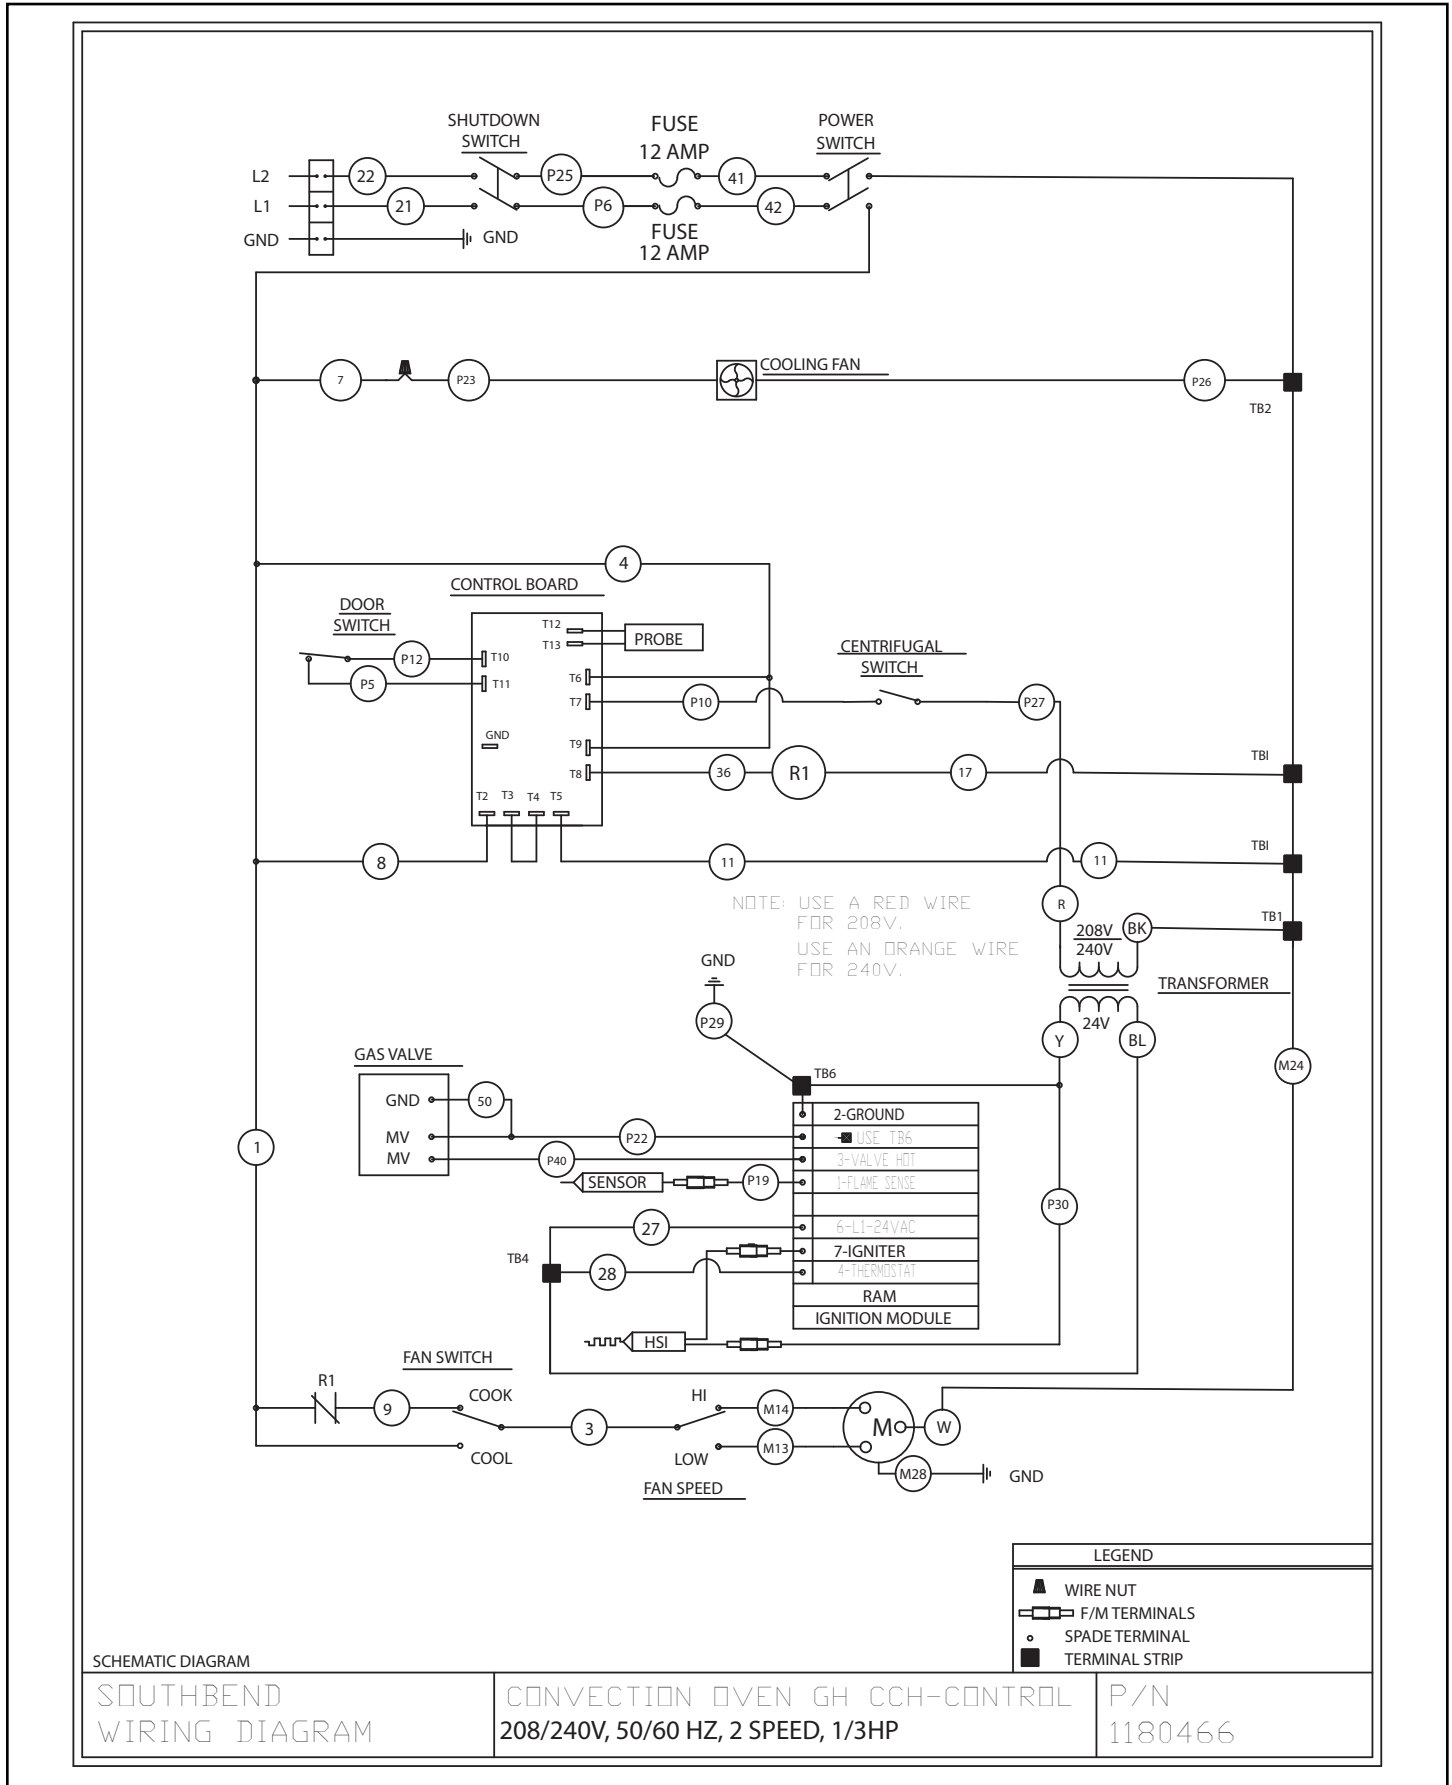 SHUTDOWN
SWITCH
FUSE
12 AMP
POWER
SWITCH
L2
22
P25
41
L1
21
P6
42
GND
GND
FUSE
12 AMP
7
P23
COOLING FAN
P26
TB2
4
CONTROL BOARD
DOOR
SWITCH
P12
P5
T10
T11
T12
T13
PROBE
T6
T7
GND
T9
T8
T2 T3 T4 T5
P10
CENTRIFUGAL
SWITCH
P27
36
R1
17
TBI
8
11
11
TBI
NOTE: USE A RED WIRE
FOR 208V.
USE AN ORANGE WIRE
FOR 240V.
R
208V
240V
BK
TB1
TRANSFORMER
24V
Y
BL
GND
P29
TB6
M24
GAS VALVE
GND
50
MV
P22
MV
P40
SENSOR
P19
2-GROUND
USE TB6
3-VALVE HOT
1-FLAME SENSE
6-L1-24VAC
7-IGNITER
4-THERMOSTAT
RAM
IGNITION MODULE
1
27
TB4
28
P30
HSI
FAN SWITCH
R1
9
COOK
COOL
3
HI
LOW
FAN SPEED
M14
M13
M
W
M28
GND
LEGEND
WIRE NUT
F/M TERMINALS
SPADE TERMINAL
TERMINAL STRIP
SCHEMATIC DIAGRAM
SOUTHBEND
WIRING DIAGRAM
CONVECTION OVEN GH CCH-CONTROL
208/240V, 50/60 HZ, 2 SPEED, 1/3HP
P/N
1180466